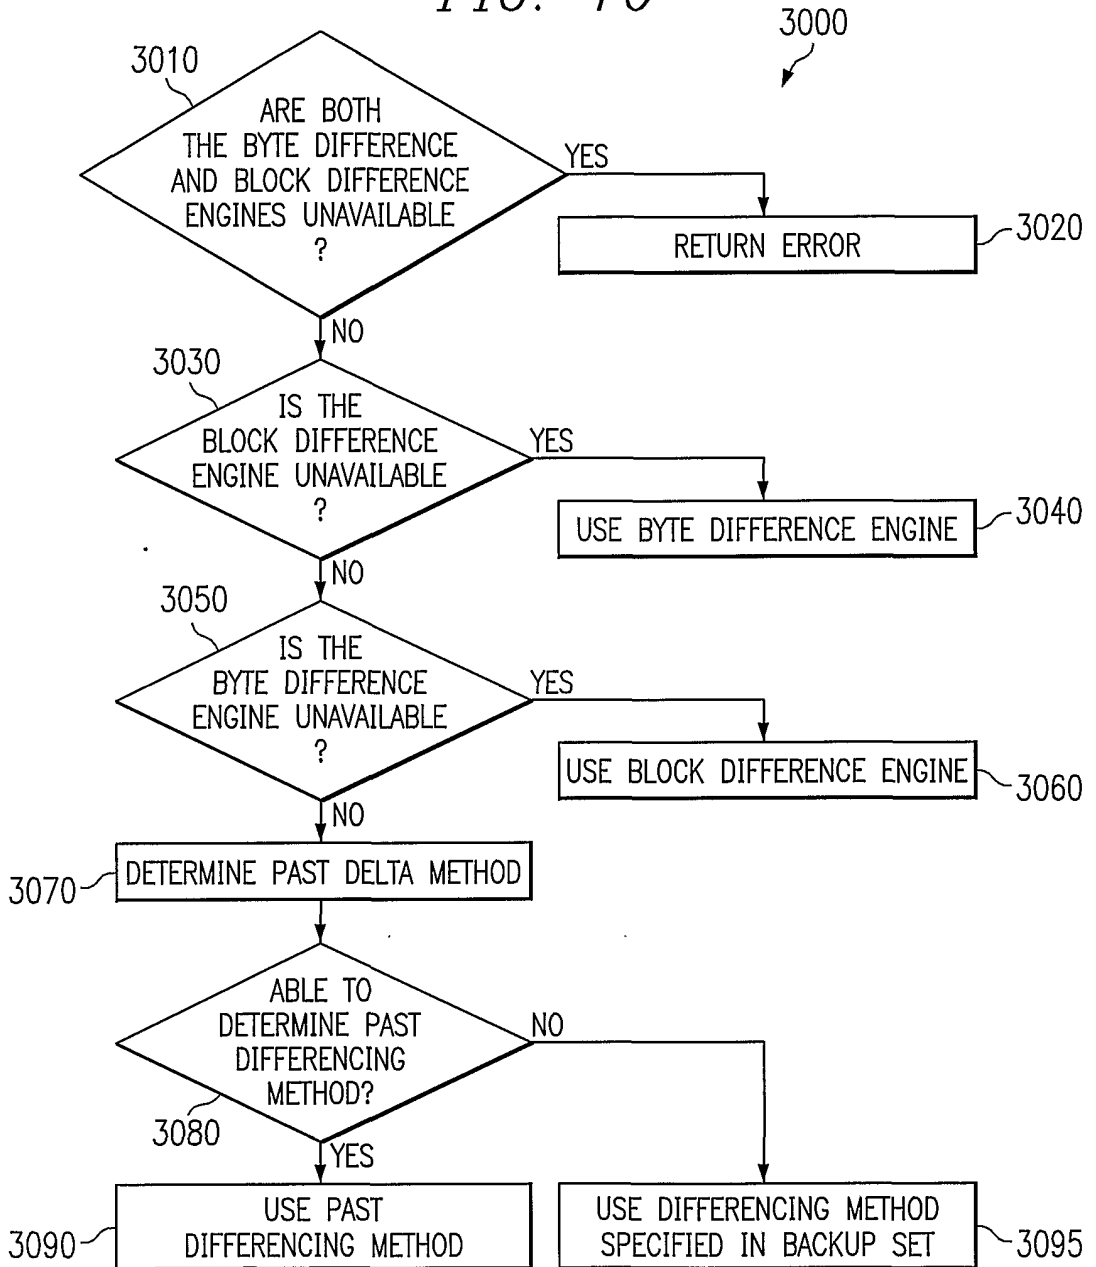 3000
3010
ARE BOTH
THE BYTE DIFFERENCE
AND BLOCK DIFFERENCE
ENGINES UNAVAILABLE
?
YES
RETURN ERROR
3020
NO
3030
IS THE
BLOCK DIFFERENCE
ENGINE UNAVAILABLE
?
YES
USE BYTE DIFFERENCE ENGINE
3040
NO
3050
IS THE
BYTE DIFFERENCE
ENGINE UNAVAILABLE
?
YES
USE BLOCK DIFFERENCE ENGINE
3060
NO
DETERMINE PAST DELTA METHOD
3070
ABLE TO
DETERMINE PAST
DIFFERENCING
METHOD?
NO
3080
YES
USE PAST
DIFFERENCING METHOD
3090
USE DIFFERENCING METHOD
SPECIFIED IN BACKUP SET
3095